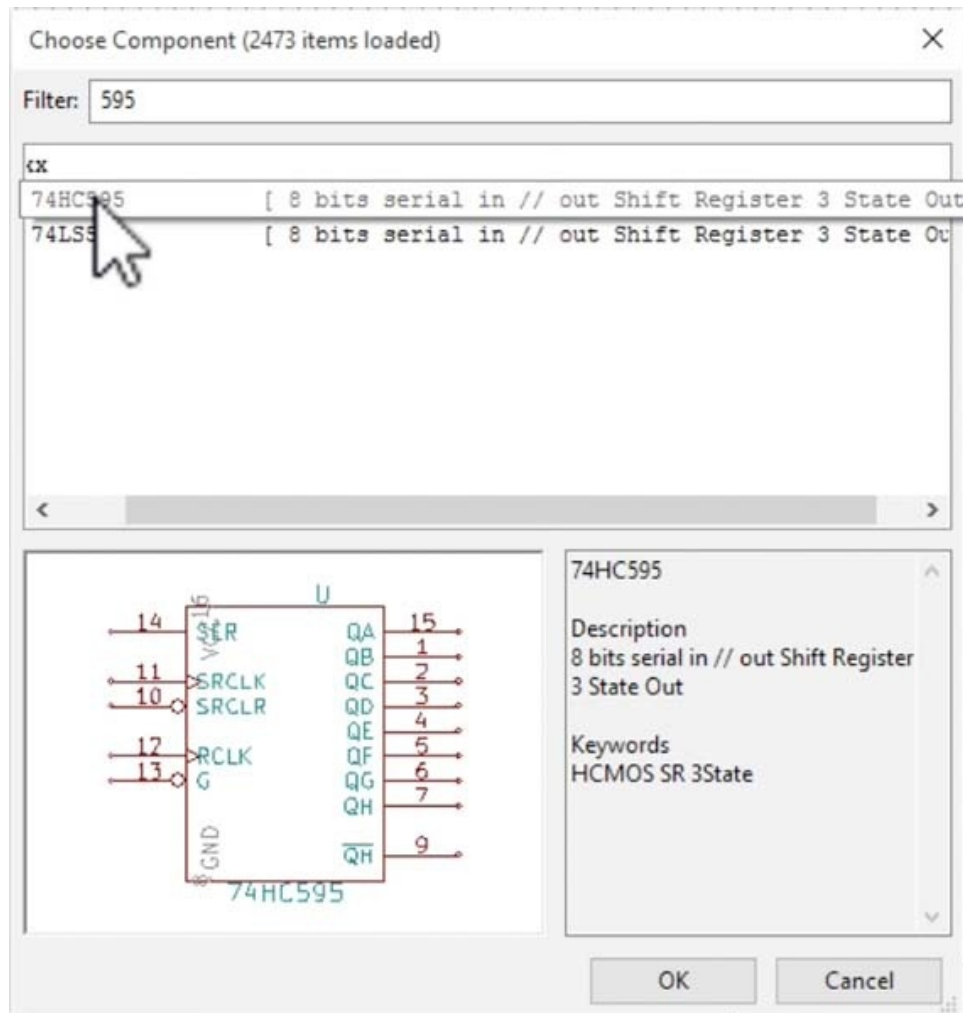 Choose Component (2473 items loaded)
Filter: 595
‹x
74HC595 [ 8 bits serial in // out Shift Register 3 State Out
[ 8 bits serial in // out Shift Register 3 State Ou
U
VCC 16
14 SER QA 15
QB 1
11 SRCLK QC 2
10 SRCLR QD 3
QE 4
12 RCLK QF 5
13 G QG 6
QH 7
8 GND
QH 9
74HC595
74HC595
Description
8 bits serial in // out Shift Register
3 State Out
Keywords
HCMOS SR 3State
OK Cancel